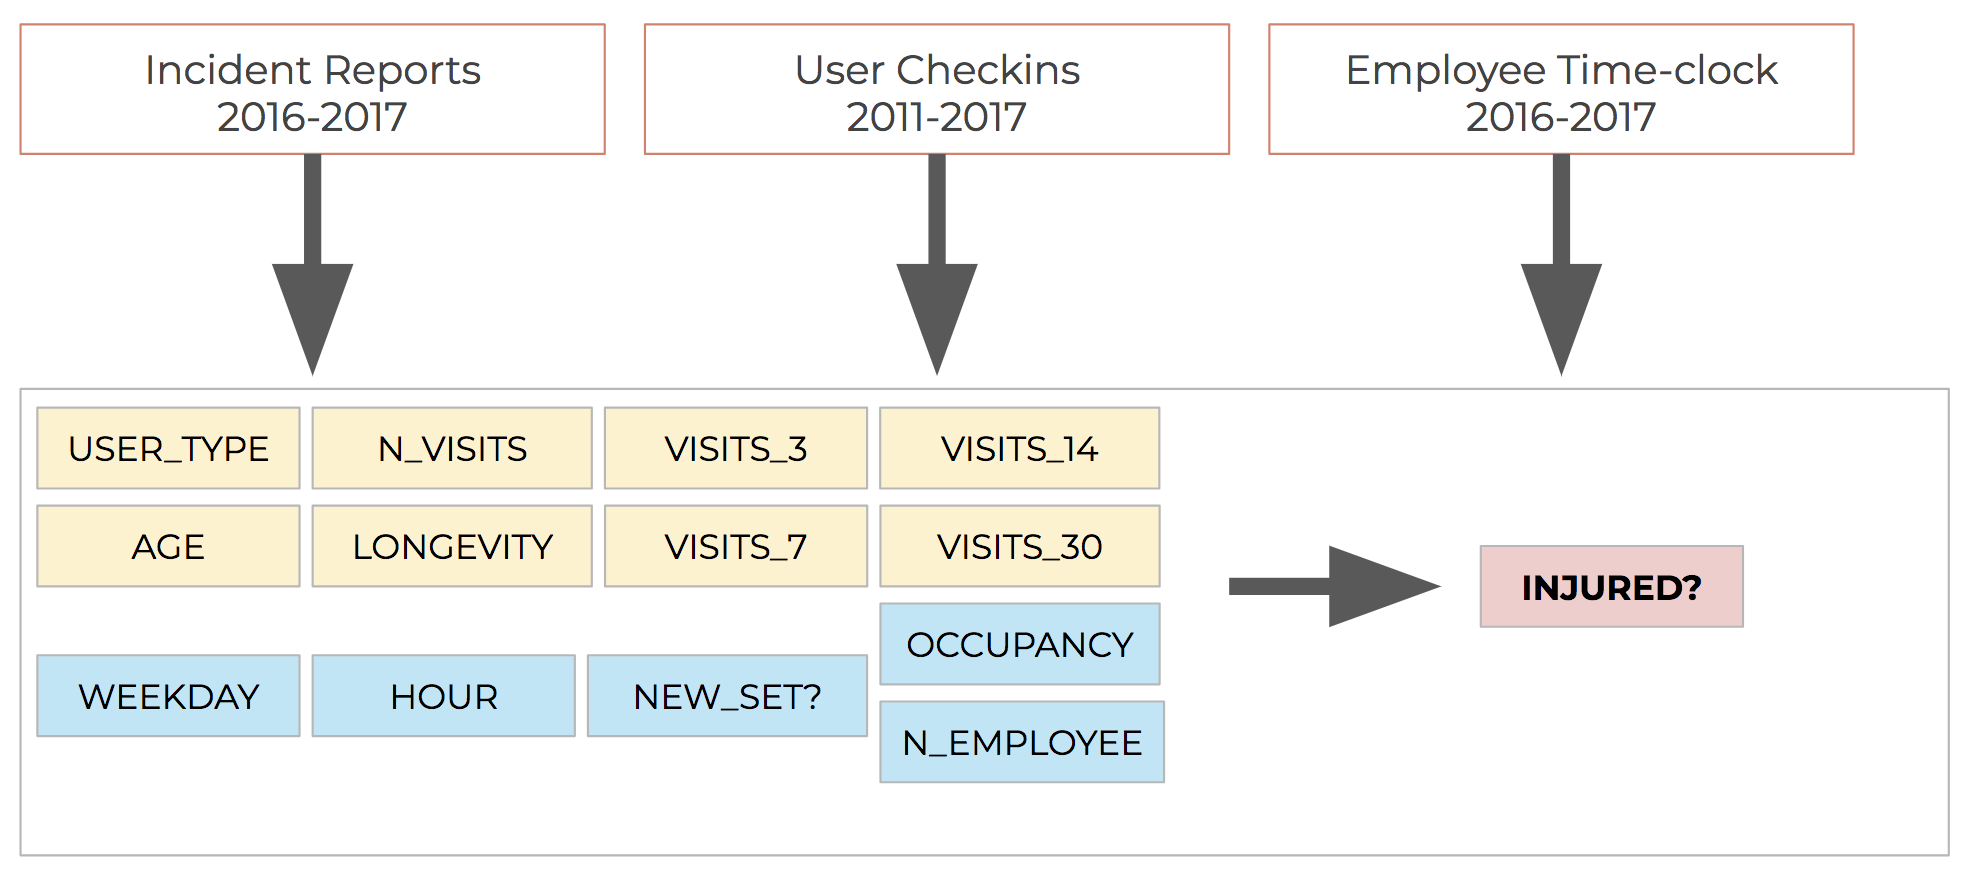 Incident Reports
2016-2017
User Checkins
2011-2017
Employee Time-clock
2016-2017
USER_TYPE
N_VISITS
VISITS_3
VISITS_14
AGE
LONGEVITY
VISITS_7
VISITS_30
INJURED?
OCCUPANCY
WEEKDAY
HOUR
NEW_SET?
N_EMPLOYEE